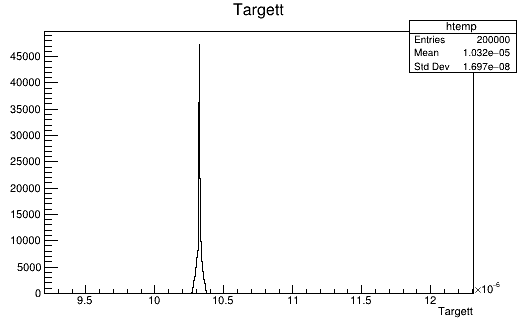 Targett
htemp
Entries 200000
Mean 1.032e−05
Std Dev 1.697e−08
45000
40000
35000
30000
25000
20000
15000
10000
5000
0
9.5 10 10.5 11 11.5 12
×10⁻⁶
Targett